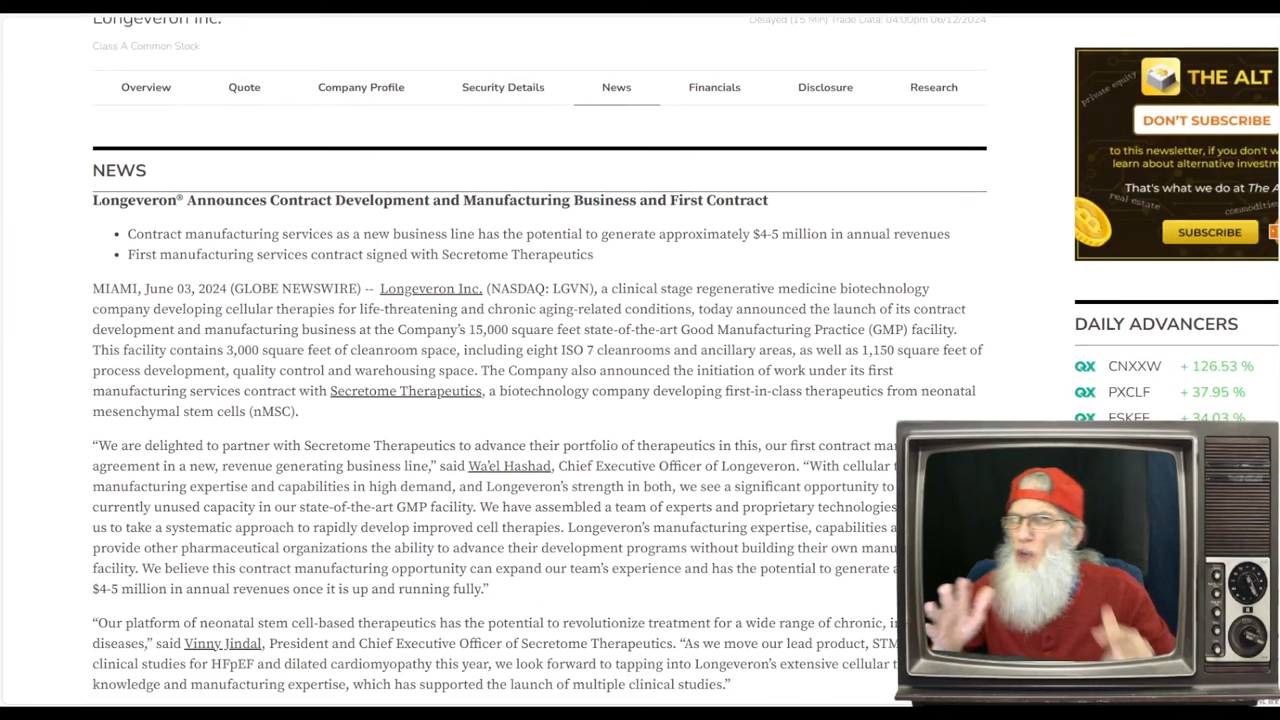 Longeveron Inc.
Delayed (15 Min) Trade Data: 04:00pm 06/12/2024
Class A Common Stock
Overview Quote Company Profile Security Details News Financials Disclosure Research
NEWS
Longeveron® Announces Contract Development and Manufacturing Business and First Contract
• Contract manufacturing services as a new business line has the potential to generate approximately $4-5 million in annual revenues
• First manufacturing services contract signed with Secretome Therapeutics
MIAMI, June 03, 2024 (GLOBE NEWSWIRE) -- Longeveron Inc. (NASDAQ: LGVN), a clinical stage regenerative medicine biotechnology
company developing cellular therapies for life-threatening and chronic aging-related conditions, today announced the launch of its contract
development and manufacturing business at the Company's 15,000 square feet state-of-the-art Good Manufacturing Practice (GMP) facility.
This facility contains 3,000 square feet of cleanroom space, including eight ISO 7 cleanrooms and ancillary areas, as well as 1,150 square feet of
process development, quality control and warehousing space. The Company also announced the initiation of work under its first
manufacturing services contract with Secretome Therapeutics, a biotechnology company developing first-in-class therapeutics from neonatal
mesenchymal stem cells (nMSC).
“We are delighted to partner with Secretome Therapeutics to advance their portfolio of therapeutics in this, our first contract
agreement in a new, revenue generating business line,” said Wa'el Hashad, Chief Executive Officer of Longeveron. “With cellular
manufacturing expertise and capabilities in high demand, and strength in both, we see a significant opportunity to
currently unused capacity in our state-of-the-art GMP facility. We have assembled a team of experts and proprietary technologies
us to take a systematic approach to rapidly develop improved cell therapies. Longeveron's manufacturing expertise, capabilities
provide other pharmaceutical organizations the ability to advance their development programs without building their own
facility. We believe this contract manufacturing opportunity can expand our team's experience and has the potential to generate
$4-5 million in annual revenues once it is up and running fully.”
“Our platform of neonatal stem cell-based therapeutics has the potential to revolutionize treatment for a wide range of chronic,
diseases,” said Vinny Jindal, President and Chief Executive Officer of Secretome Therapeutics. “As we move our lead product,
clinical studies for HFpEF and dilated cardiomyopathy this year, we look forward to tapping into Longeveron's extensive cellular
knowledge and manufacturing expertise, which has supported the launch of multiple clinical studies.”
private equity
THE ALT
DON'T SUBSCRIBE
to this newsletter, if you don't
learn about alternative
That's what we do at The
real estate
SUBSCRIBE
DAILY ADVANCERS
QX CNXXW + 126.53 %
QX PXCLF + 37.95 %
QX + 34.03 %